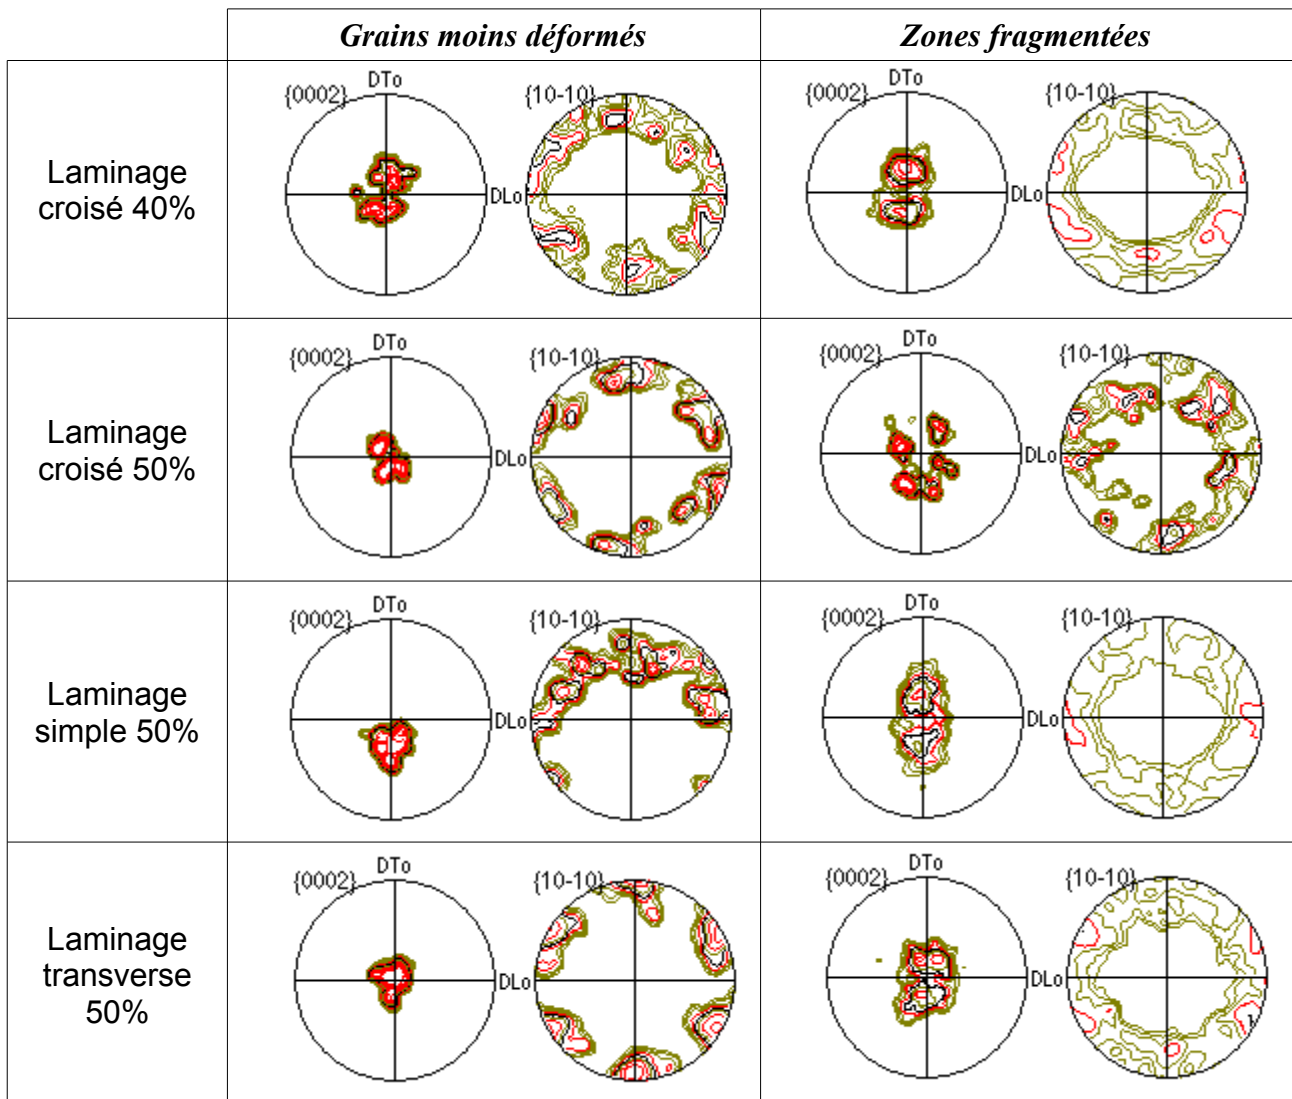 Grains moins déformés
Zones fragmentées
Laminage
croisé 40%
DTo
{0002}
{10-10}
DLo
DTo
{0002}
{10-10}
DLo
Laminage
croisé 50%
DTo
{0002}
{10-10}
DLo
DTo
{0002}
{10-10}
DLo
Laminage
simple 50%
DTo
{0002}
{10-10}
DLo
DTo
{0002}
{10-10}
DLo
Laminage
transverse
50%
DTo
{0002}
{10-10}
DLo
DTo
{0002}
{10-10}
DLo